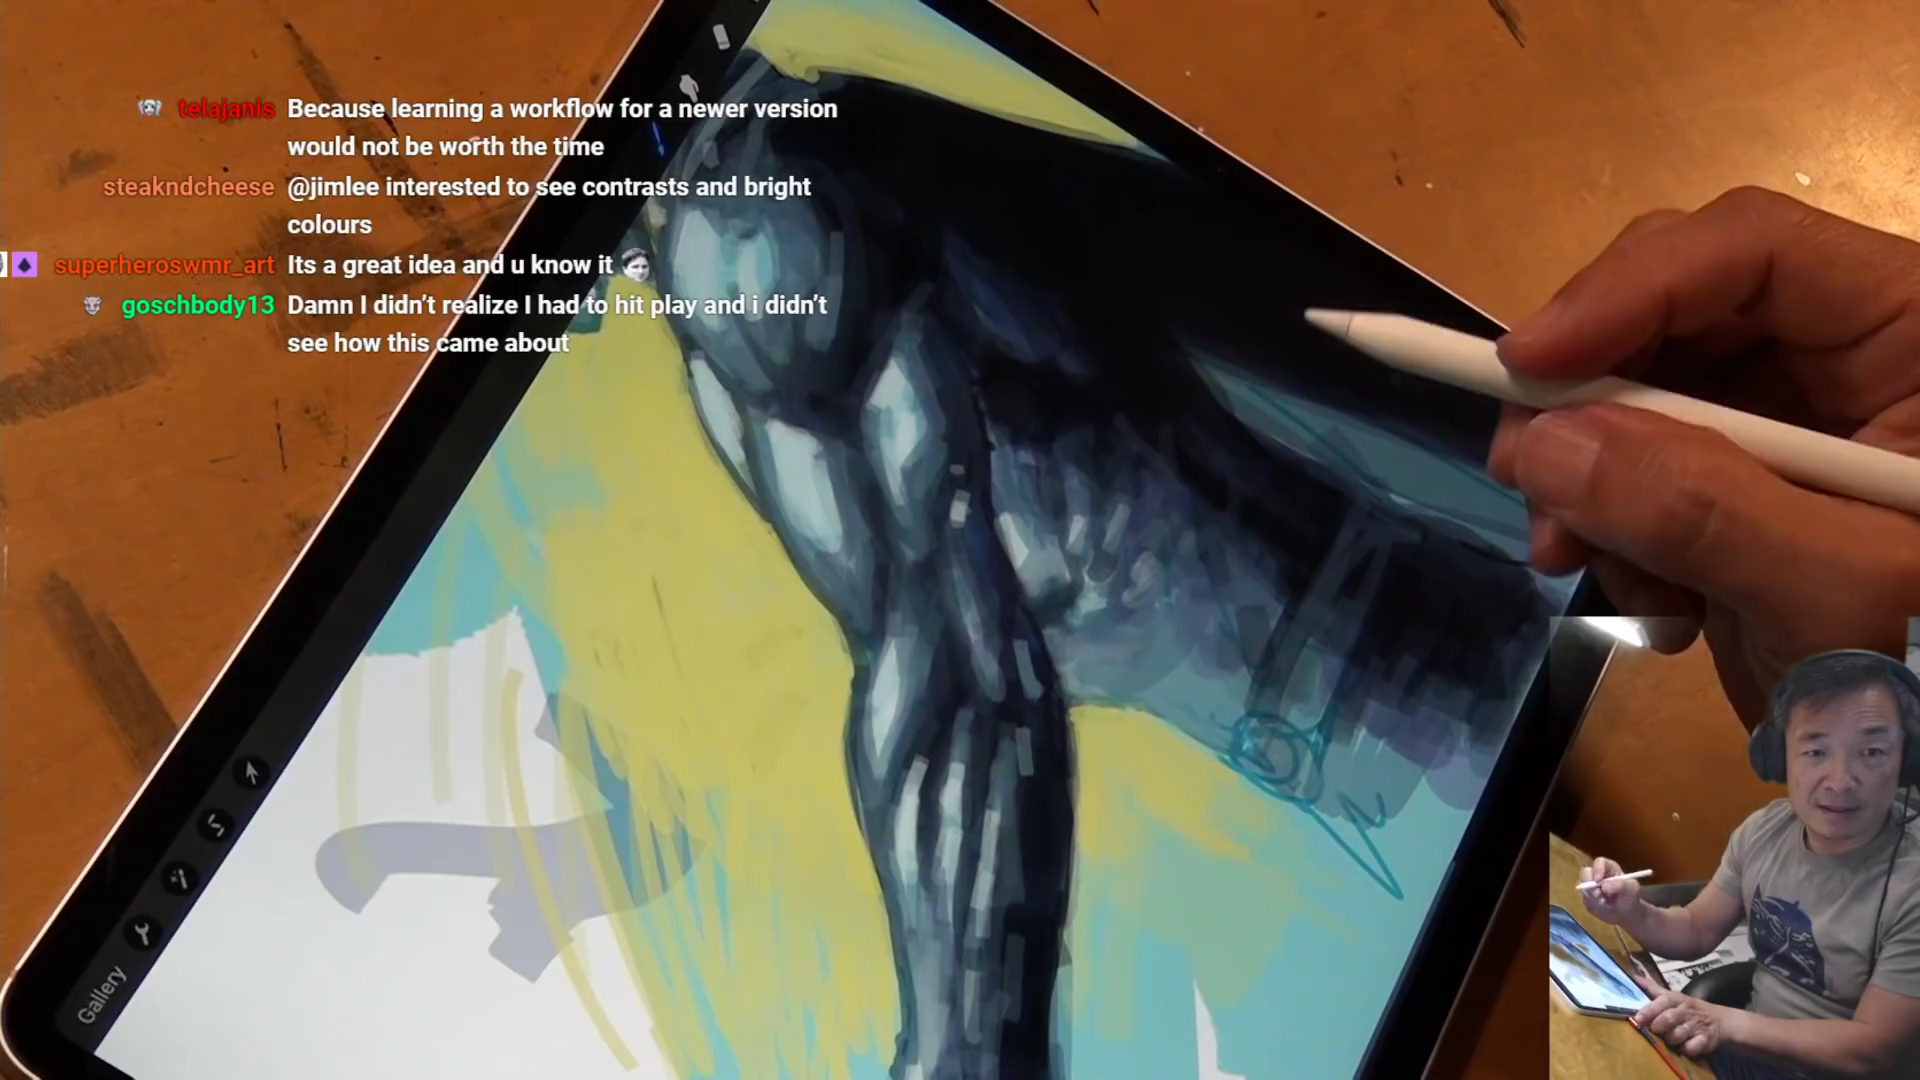 telajanis Because learning a workflow for a newer version
would not be worth the time
steakndcheese @jimlee interested to see contrasts and bright
colours
superheroswmr_art Its a great idea and u know it
goschbody13 Damn I didn’t realize I had to hit play and i didn’t
see how this came about
Gallery